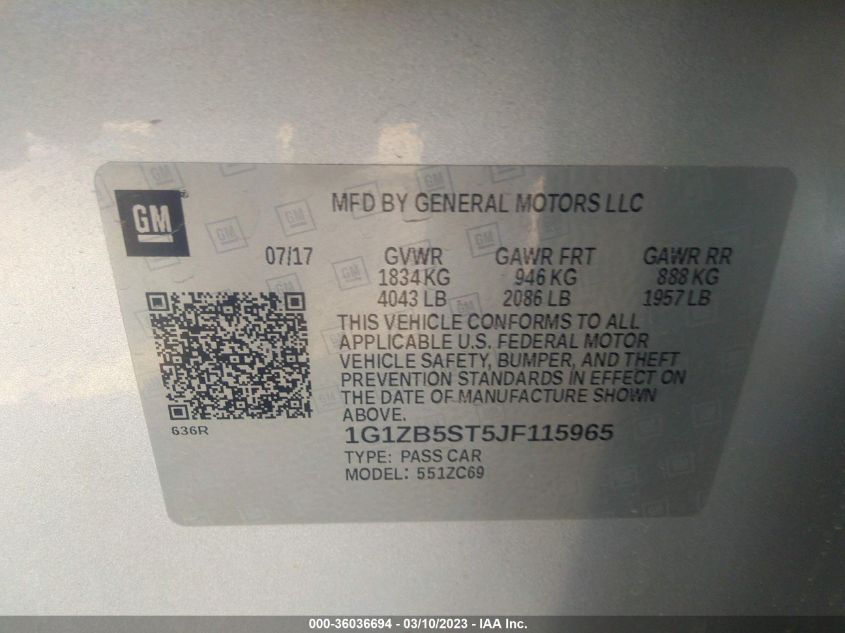 GM
MFD BY GENERAL MOTORS LLC
07/17 GVWR GAWR FRT GAWR RR
1834 KG 946 KG 888 KG
4043 LB 2086 LB 1957 LB
THIS VEHICLE CONFORMS TO ALL
APPLICABLE U.S. FEDERAL MOTOR
VEHICLE SAFETY, BUMPER, AND THEFT
PREVENTION STANDARDS IN EFFECT ON
THE DATE OF MANUFACTURE SHOWN
ABOVE.
636R
1G1ZB5ST5JF115965
TYPE: PASS CAR
MODEL: 551ZC69
000-36036694 — 03/10/2023 — IAA Inc.